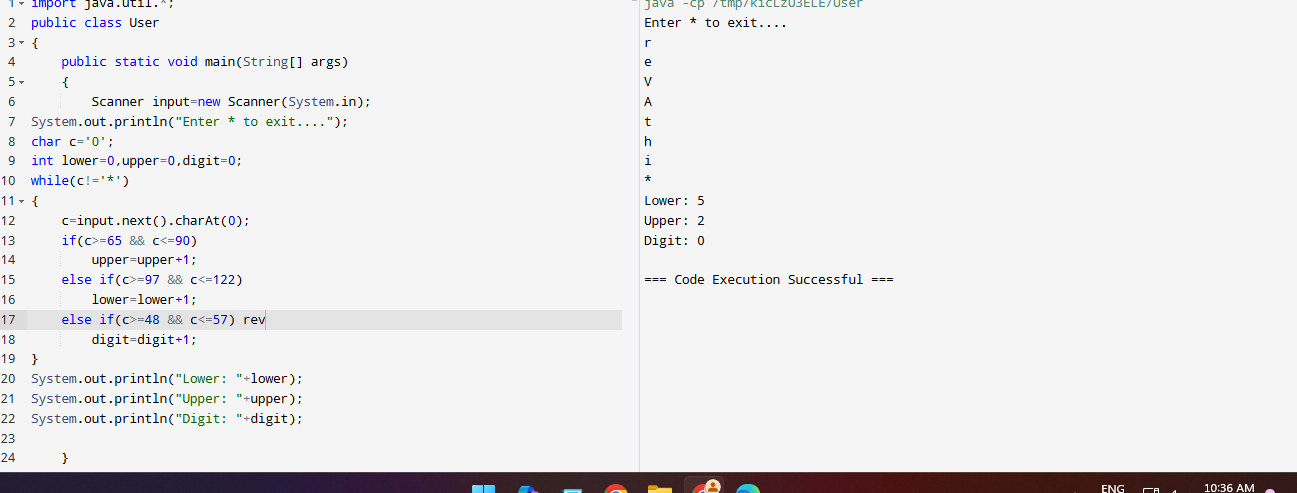 1 import java.util.*;
2 public class User
3 {
4 public static void main(String[] args)
5 {
6 Scanner input=new Scanner(System.in);
7 System.out.println("Enter * to exit....");
8 char c='0';
9 int lower=0,upper=0,digit=0;
10 while(c!='*')
11 {
12 c=input.next().charAt(0);
13 if(c>=65 && c<=90)
14 upper=upper+1;
15 else if(c>=97 && c<=122)
16 lower=lower+1;
17 else if(c>=48 && c<=57) rev
18 digit=digit+1;
19 }
20 System.out.println("Lower: "+lower);
21 System.out.println("Upper: "+upper);
22 System.out.println("Digit: "+digit);
23
24 }
java -cp /tmp/kicLzU3ELE/User
Enter * to exit....
r
e
V
A
t
h
i
*
Lower: 5
Upper: 2
Digit: 0
=== Code Execution Successful ===
ENG
10:36 AM